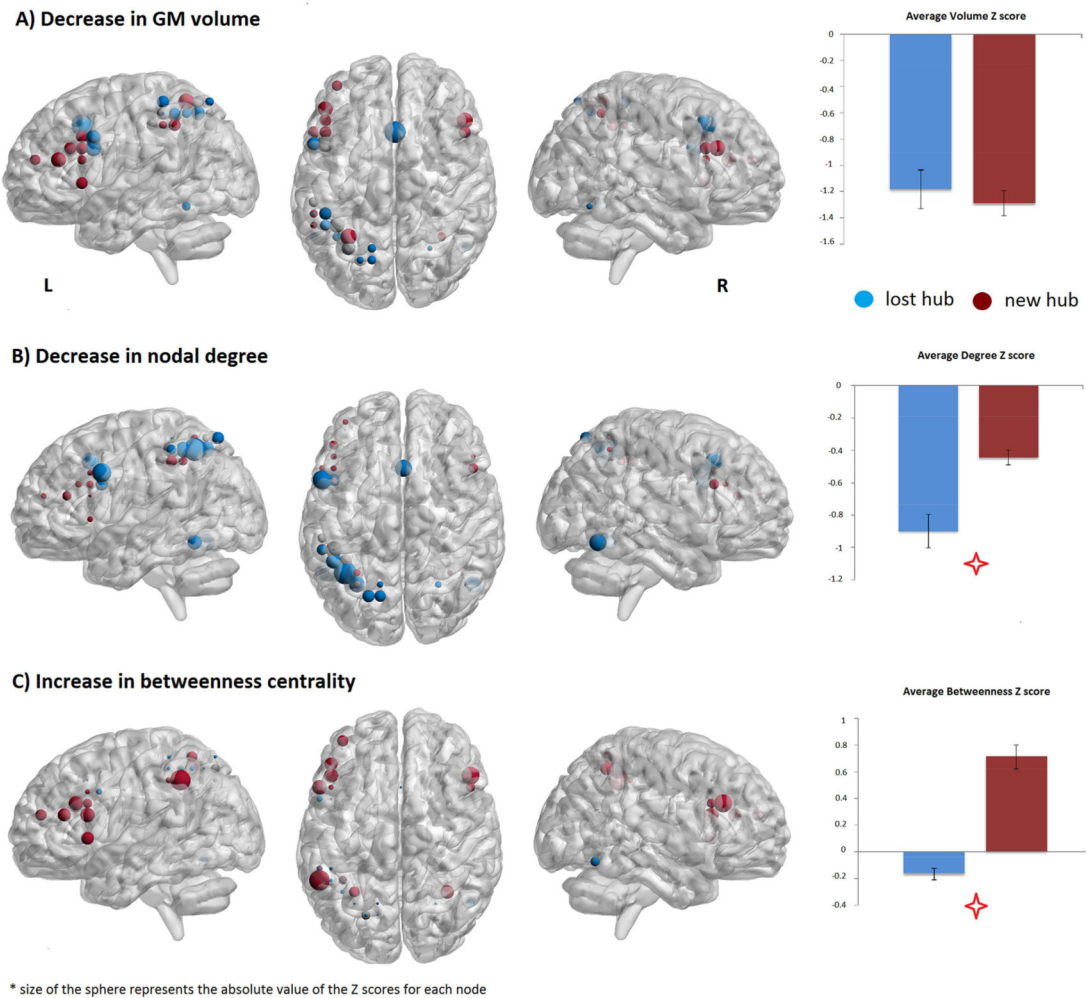 A) Decrease in GM volume
Average Volume Z score
0
-0.2
-0.4
-0.6
-0.8
-1
-1.2
-1.4
-1.6
L
R
lost hub
new hub
B) Decrease in nodal degree
Average Degree Z score
0
-0.2
-0.4
-0.6
-0.8
-1
-1.2
C) Increase in betweenness centrality
Average Betweenness Z score
1
0.8
0.6
0.4
0.2
0
-0.2
-0.4
* size of the sphere represents the absolute value of the Z scores for each node